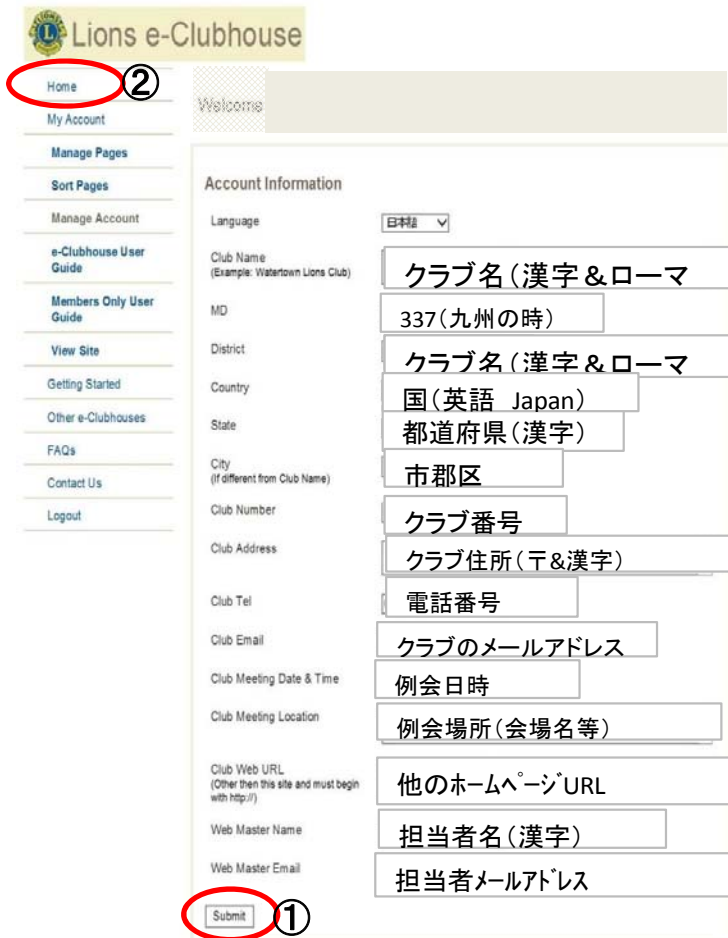 Lions e-Clubhouse
Home
②
My Account
Manage Pages
Sort Pages
Manage Account
e-Clubhouse User
Guide
Members Only User
Guide
View Site
Getting Started
Other e-Clubhouses
FAQs
Contact Us
Logout
Welcome
Account Information
Language 日本語
Club Name
(Example: Watertown Lions Club)
クラブ名(漢字&ローマ
MD 337(九州の時)
District クラブ名(漢字&ローマ
Country 国(英語 Japan)
State 都道府県(漢字)
City
(If different from Club Name)
市郡区
Club Number クラブ番号
Club Address クラブ住所(〒&漢字)
Club Tel 電話番号
Club Email クラブのメールアドレス
Club Meeting Date & Time 例会日時
Club Meeting Location 例会場所(会場名等)
Club Web URL
(Other then this site and must begin
with http://)
他のホームページURL
Web Master Name 担当者名(漢字)
Web Master Email 担当者メールアドレス
Submit ①